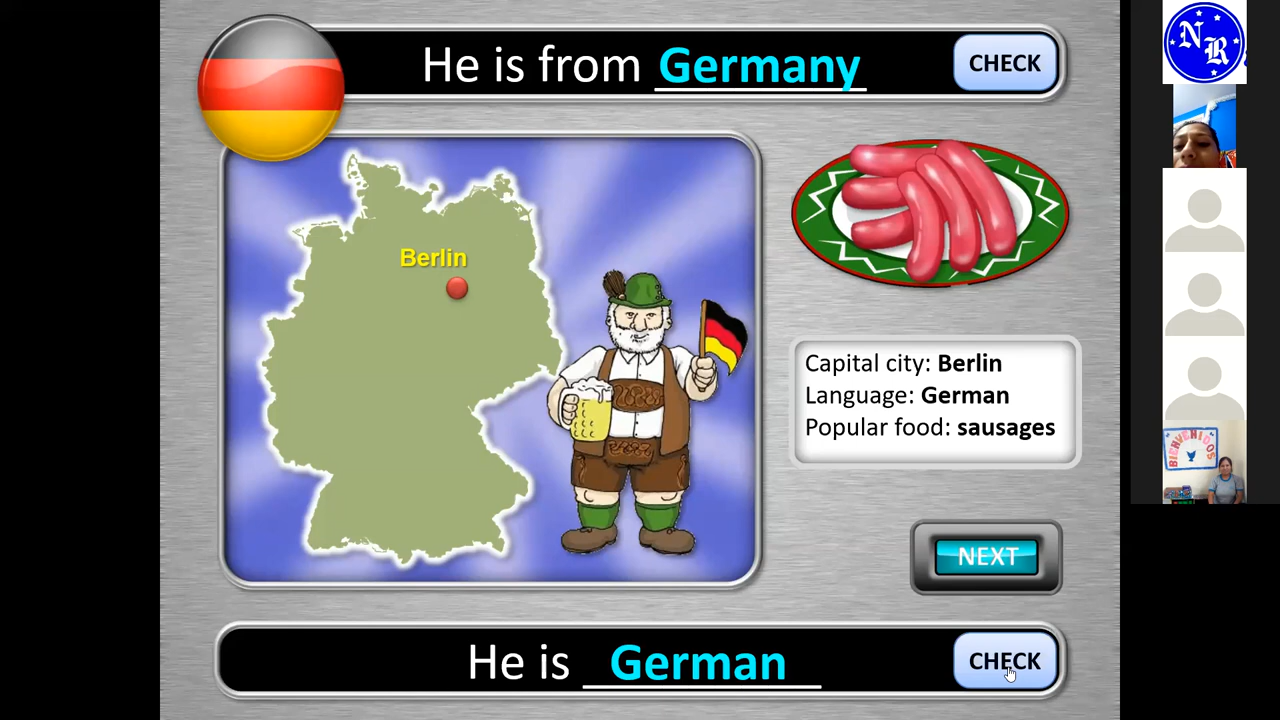 He is from Germany
CHECK
Berlin
Capital city: Berlin
Language: German
Popular food: sausages
NEXT
He is German
CHECK
N R
BIENVENIDOS